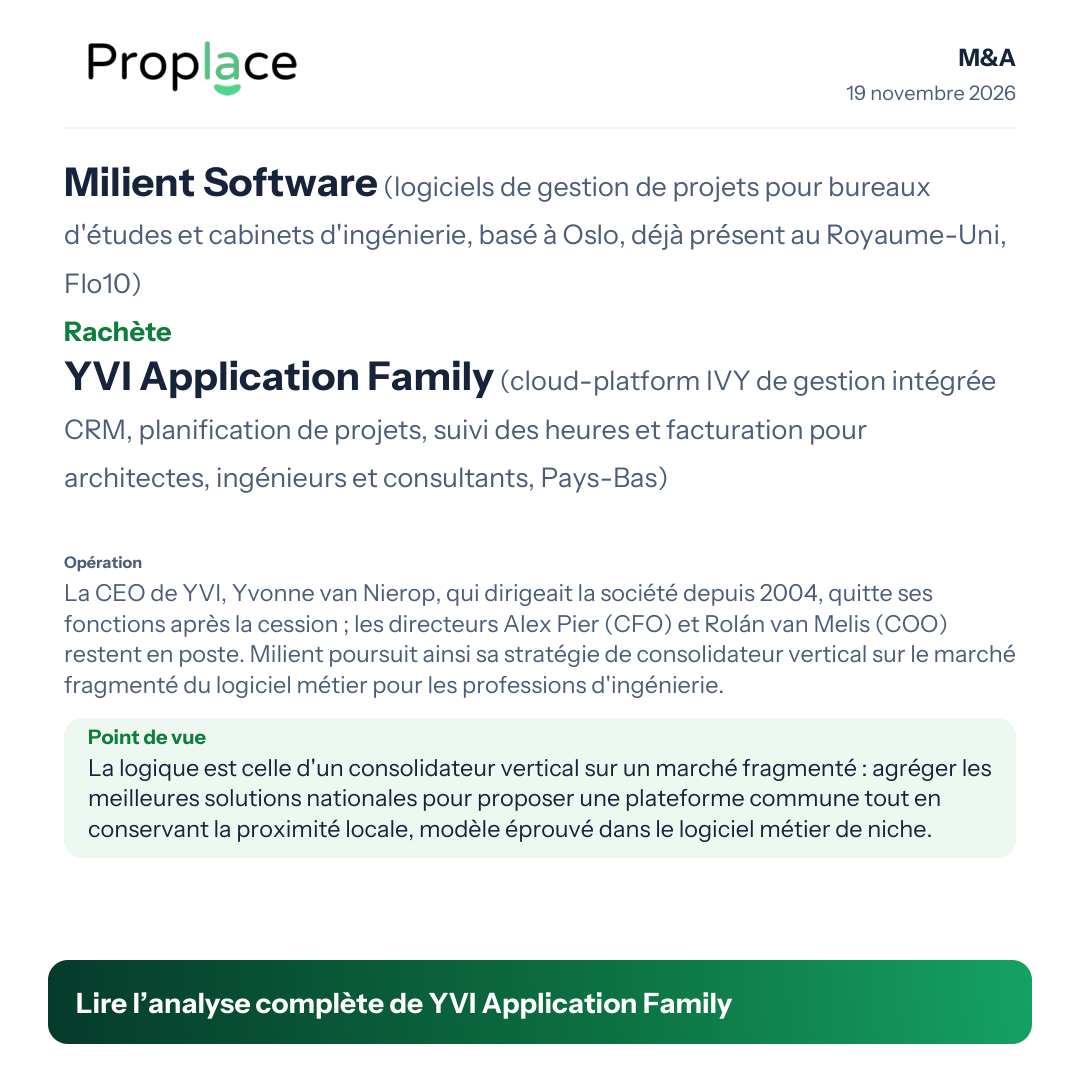 Proplace
M&A
19 novembre 2026
Milient Software (logiciels de gestion de projets pour bureaux
d'études et cabinets d'ingénierie, basé à Oslo, déjà présent au Royaume-Uni,
Flo10)
Rachète
YVI Application Family (cloud-platform IVY de gestion intégrée
CRM, planification de projets, suivi des heures et facturation pour
architectes, ingénieurs et consultants, Pays-Bas)
Opération
La CEO de YVI, Yvonne van Nierop, qui dirigeait la société depuis 2004, quitte ses
fonctions après la cession ; les directeurs Alex Pier (CFO) et Rolán van Melis (COO)
restent en poste. Milient poursuit ainsi sa stratégie de consolidateur vertical sur le marché
fragmenté du logiciel métier pour les professions d'ingénierie.
Point de vue
La logique est celle d'un consolidateur vertical sur un marché fragmenté : agréger les
meilleures solutions nationales pour proposer une plateforme commune tout en
conservant la proximité locale, modèle éprouvé dans le logiciel métier de niche.
Lire l’analyse complète de YVI Application Family